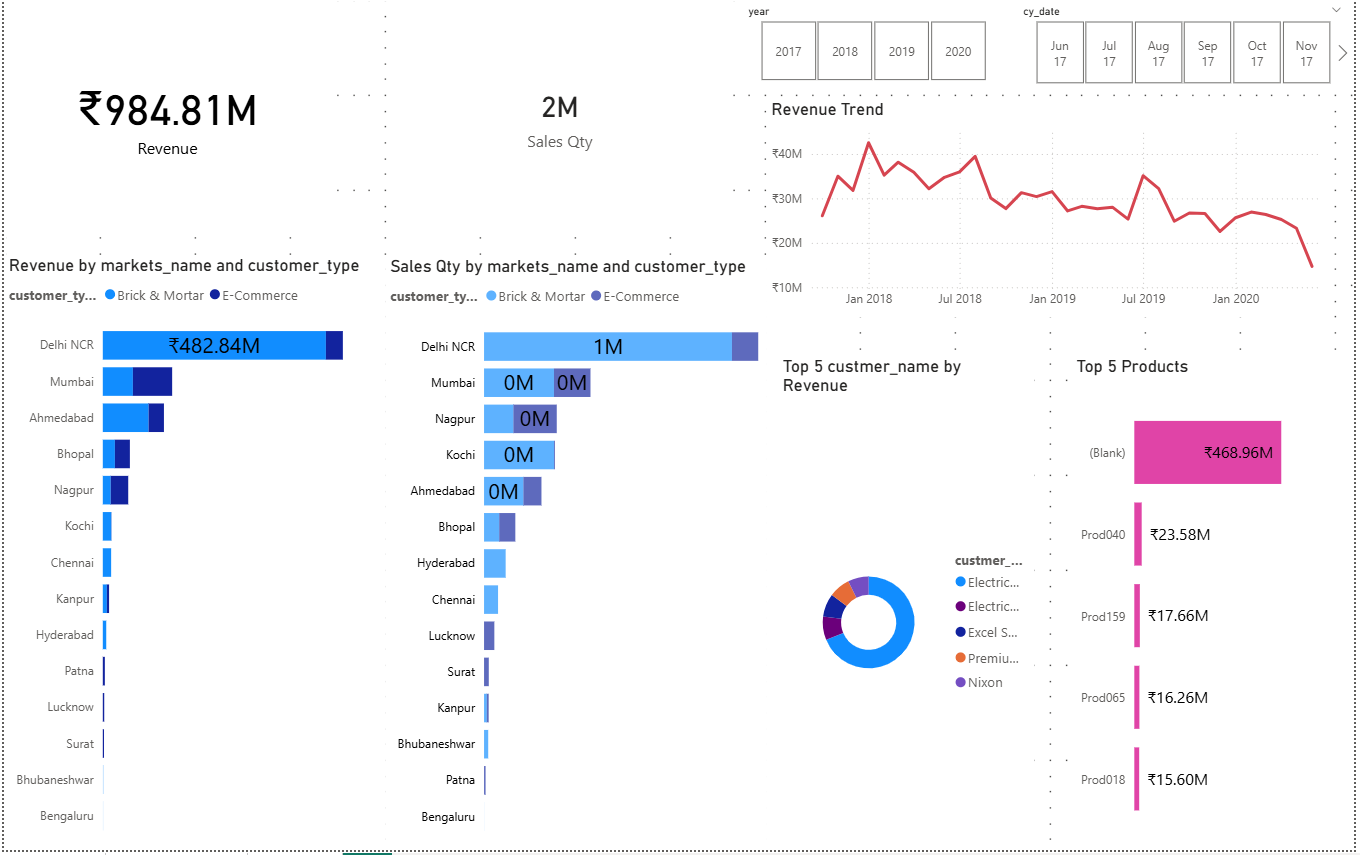 year
cy_date
2017
2018
2019
2020
Jun
17
Jul
17
Aug
17
Sep
17
Oct
17
Nov
17
₹984.81M
Revenue
2M
Sales Qty
Revenue Trend
₹40M
₹30M
₹20M
₹10M
Jan 2018
Jul 2018
Jan 2019
Jul 2019
Jan 2020
Revenue by markets_name and customer_type
customer_ty...
Brick & Mortar
E-Commerce
Delhi NCR
₹482.84M
Mumbai
Ahmedabad
Bhopal
Nagpur
Kochi
Chennai
Kanpur
Hyderabad
Patna
Lucknow
Surat
Bhubaneshwar
Bengaluru
Sales Qty by markets_name and customer_type
customer_ty...
Brick & Mortar
E-Commerce
Delhi NCR
1M
Mumbai
0M
0M
Nagpur
0M
Kochi
0M
Ahmedabad
0M
Bhopal
Hyderabad
Chennai
Lucknow
Surat
Kanpur
Bhubaneshwar
Patna
Bengaluru
Top 5 custmer_name by
Revenue
custmer_...
Electric...
Electric...
Excel S...
Premiu...
Nixon
Top 5 Products
(Blank)
₹468.96M
Prod040
₹23.58M
Prod159
₹17.66M
Prod065
₹16.26M
Prod018
₹15.60M